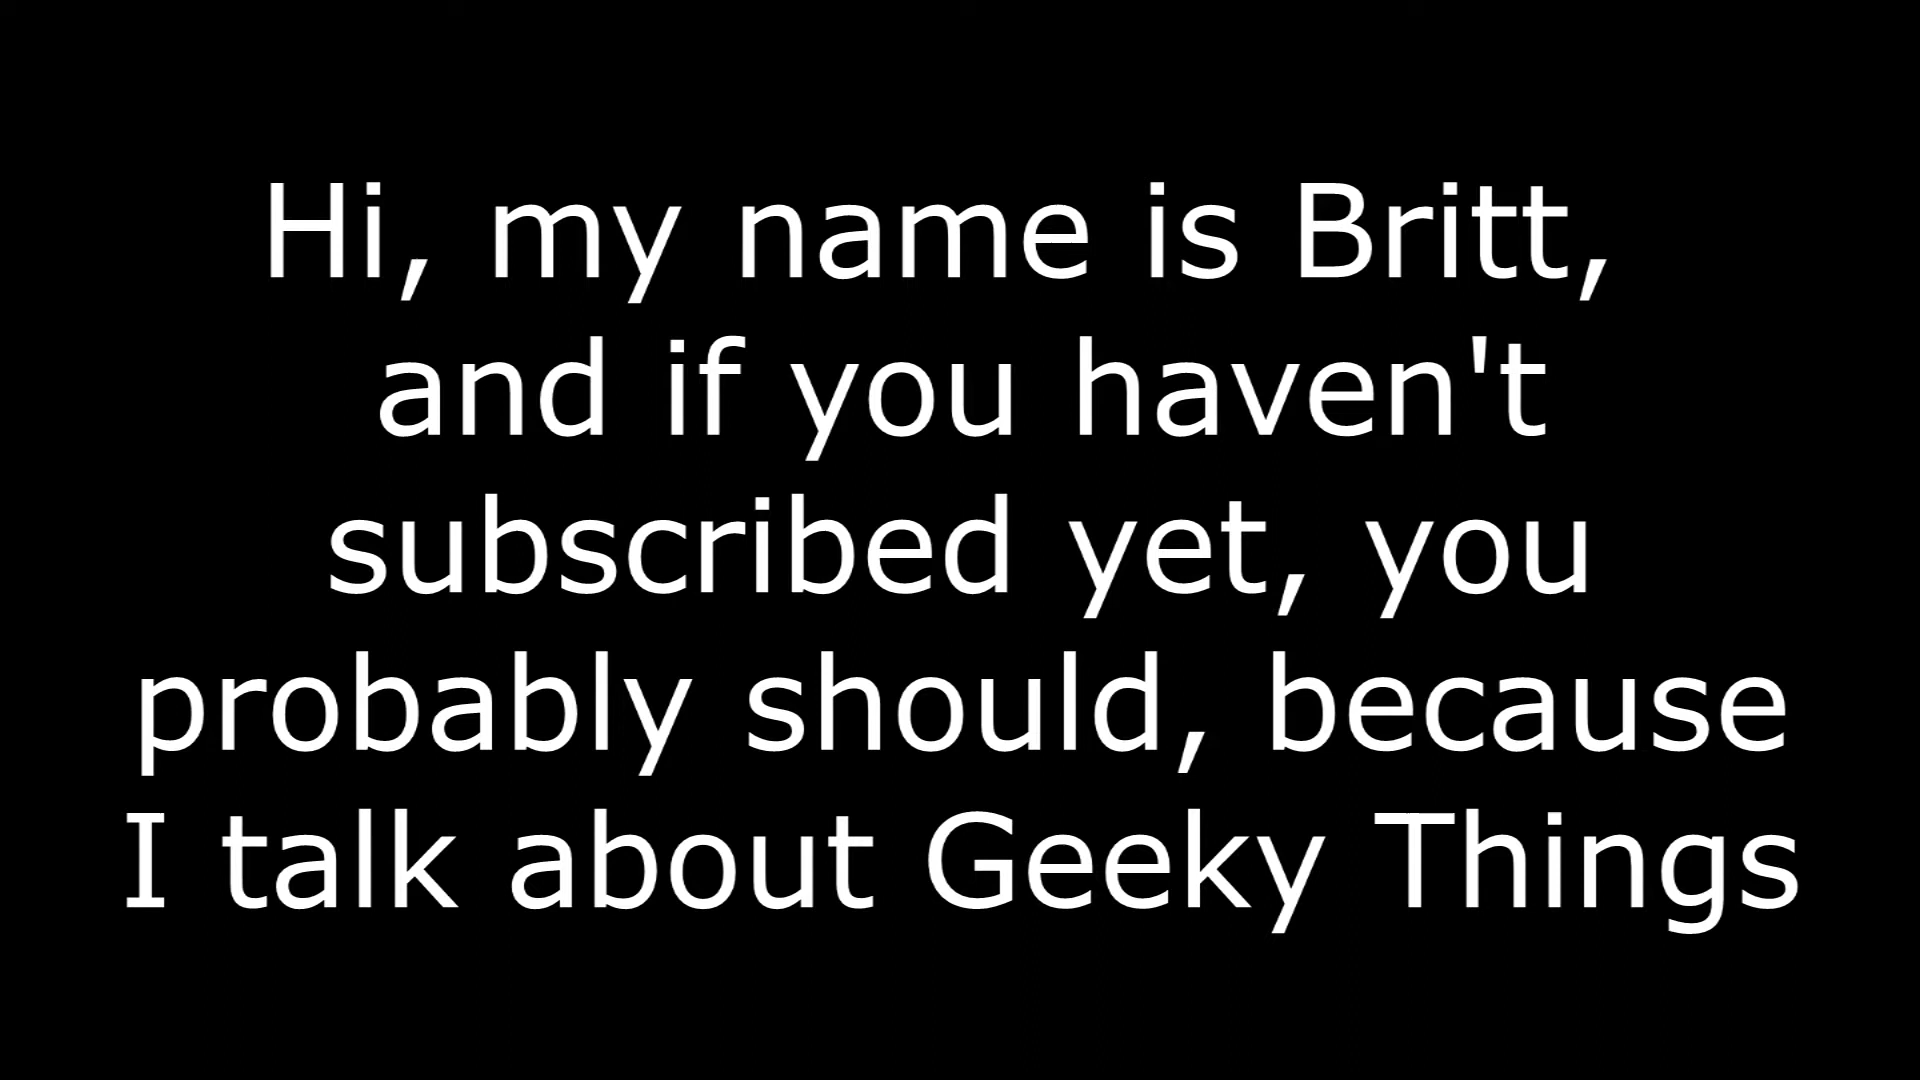 Hi, my name is Britt,
and if you haven't
subscribed yet, you
probably should, because
I talk about Geeky Things